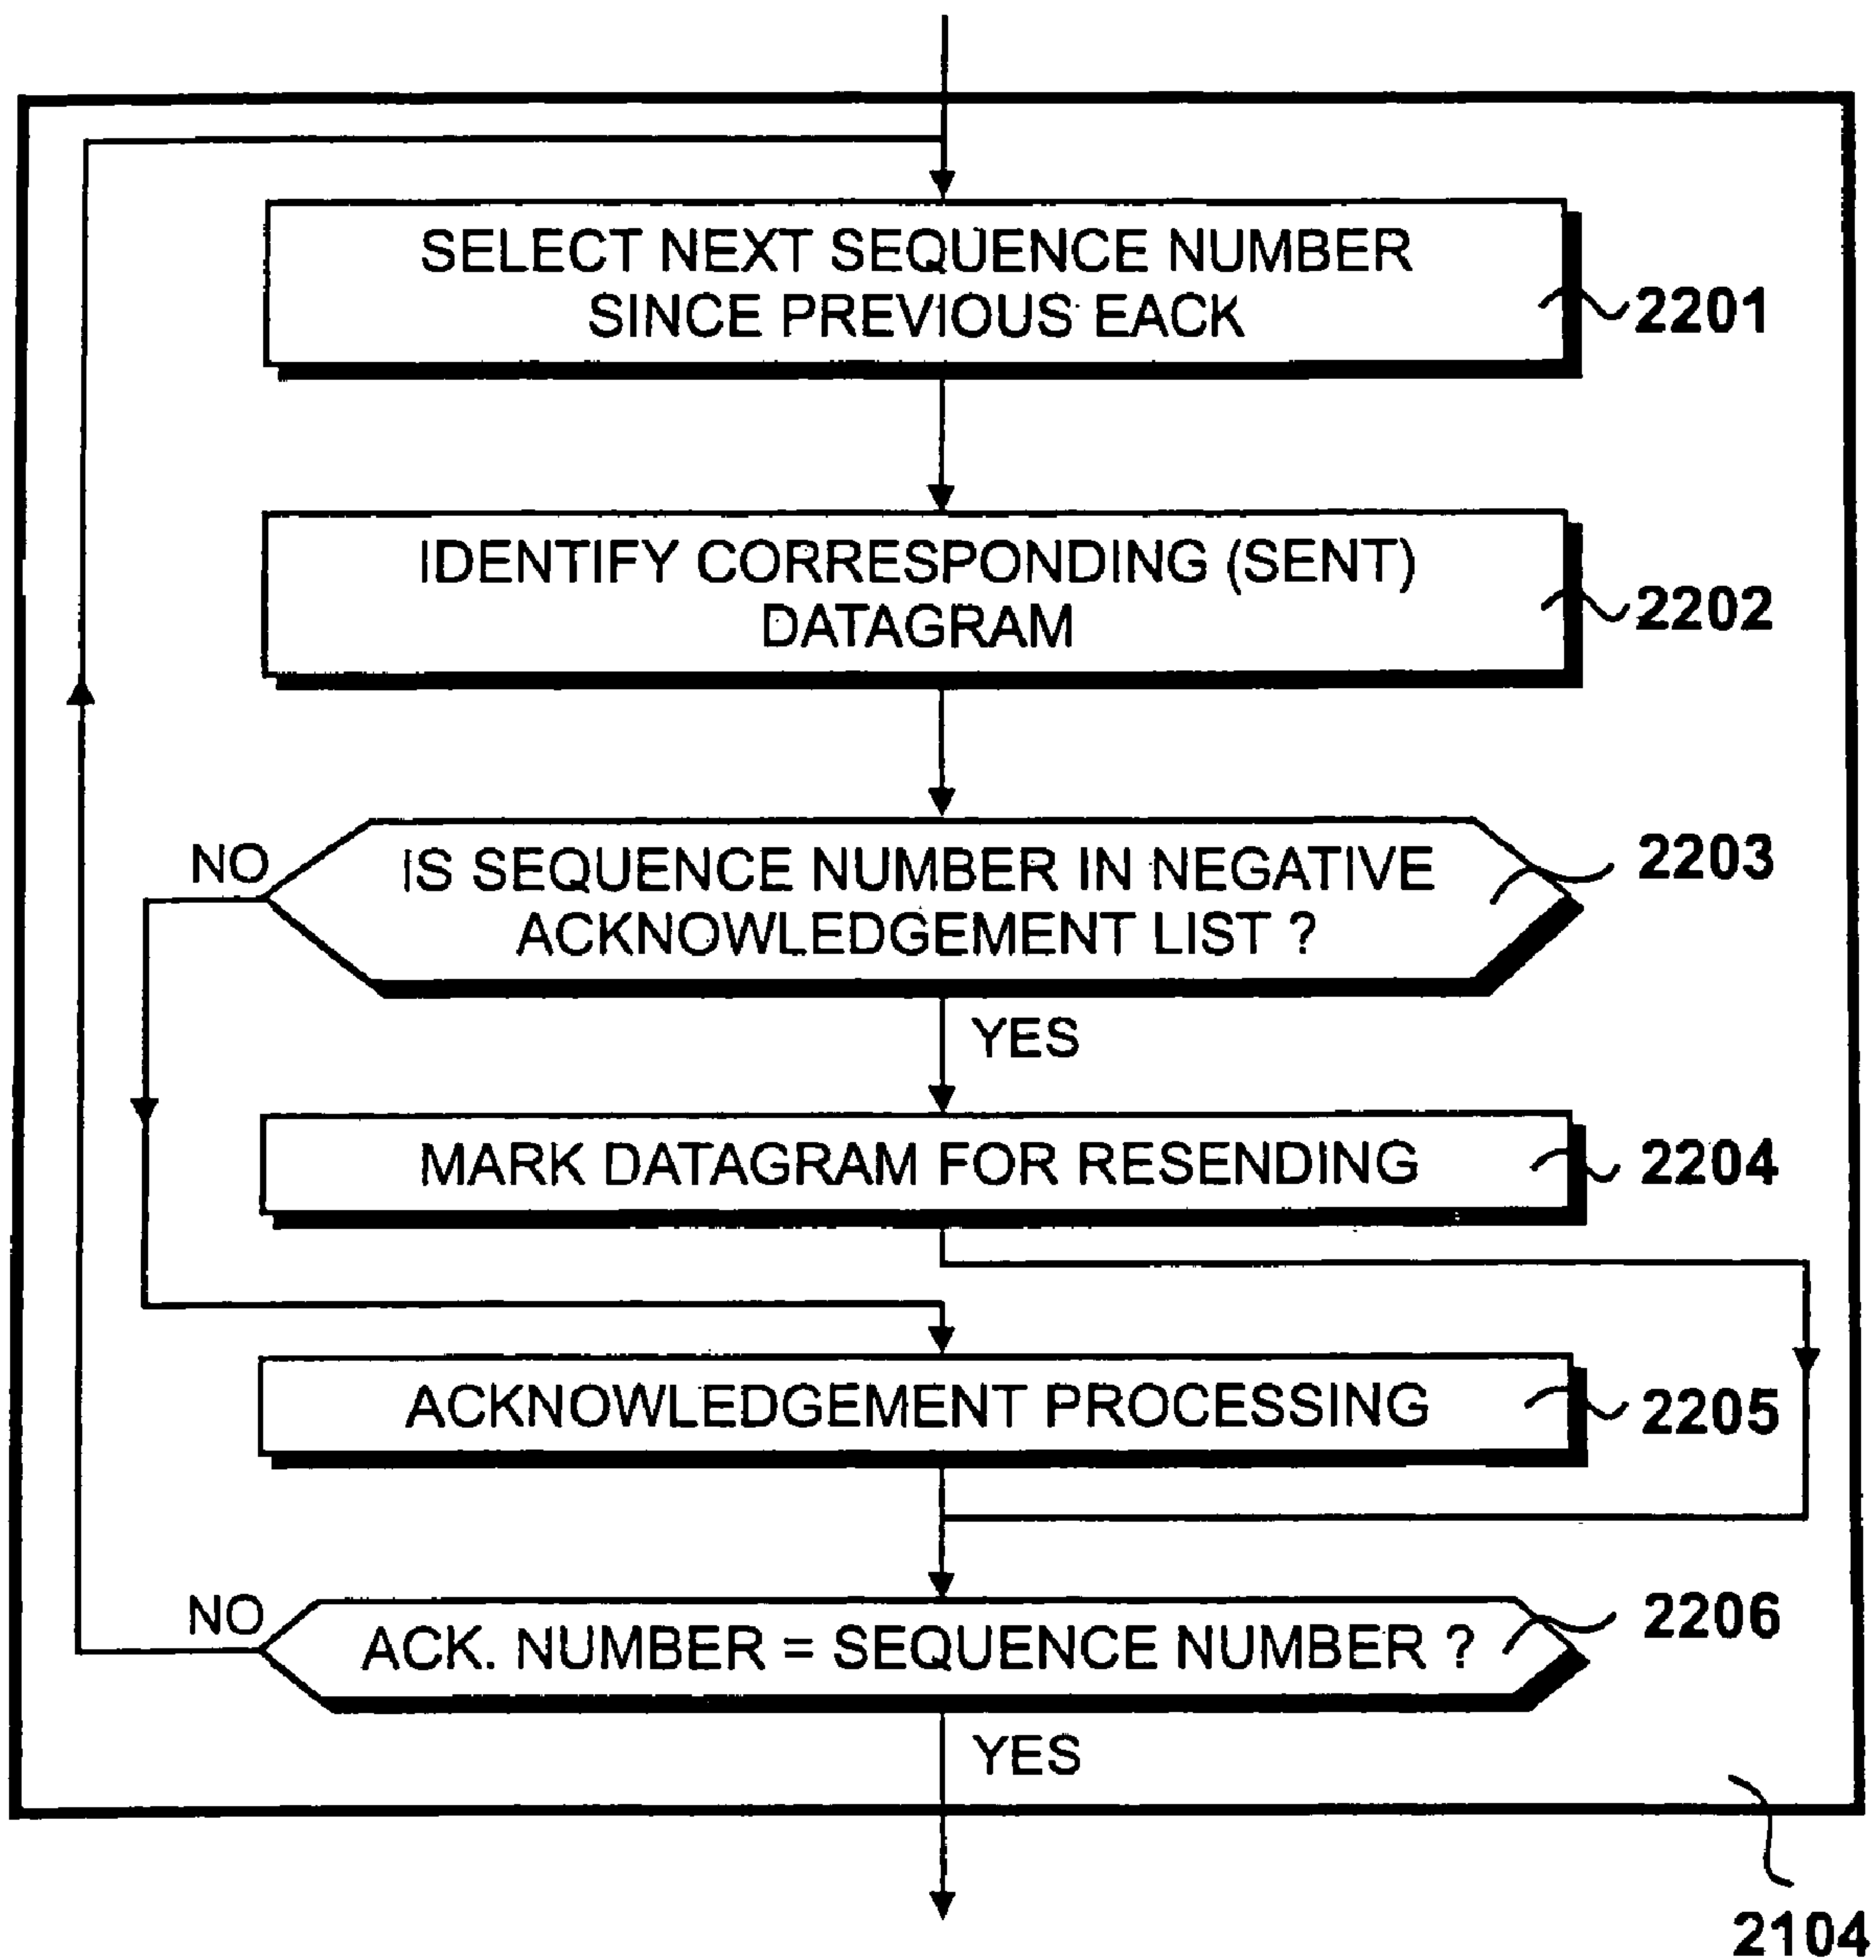 SELECT NEXT SEQUENCE NUMBER
SINCE PREVIOUS EACK
2201
IDENTIFY CORRESPONDING (SENT)
DATAGRAM
2202
NO
IS SEQUENCE NUMBER IN NEGATIVE
ACKNOWLEDGEMENT LIST ?
2203
YES
MARK DATAGRAM FOR RESENDING
2204
ACKNOWLEDGEMENT PROCESSING
2205
NO
ACK. NUMBER = SEQUENCE NUMBER ?
2206
YES
2104